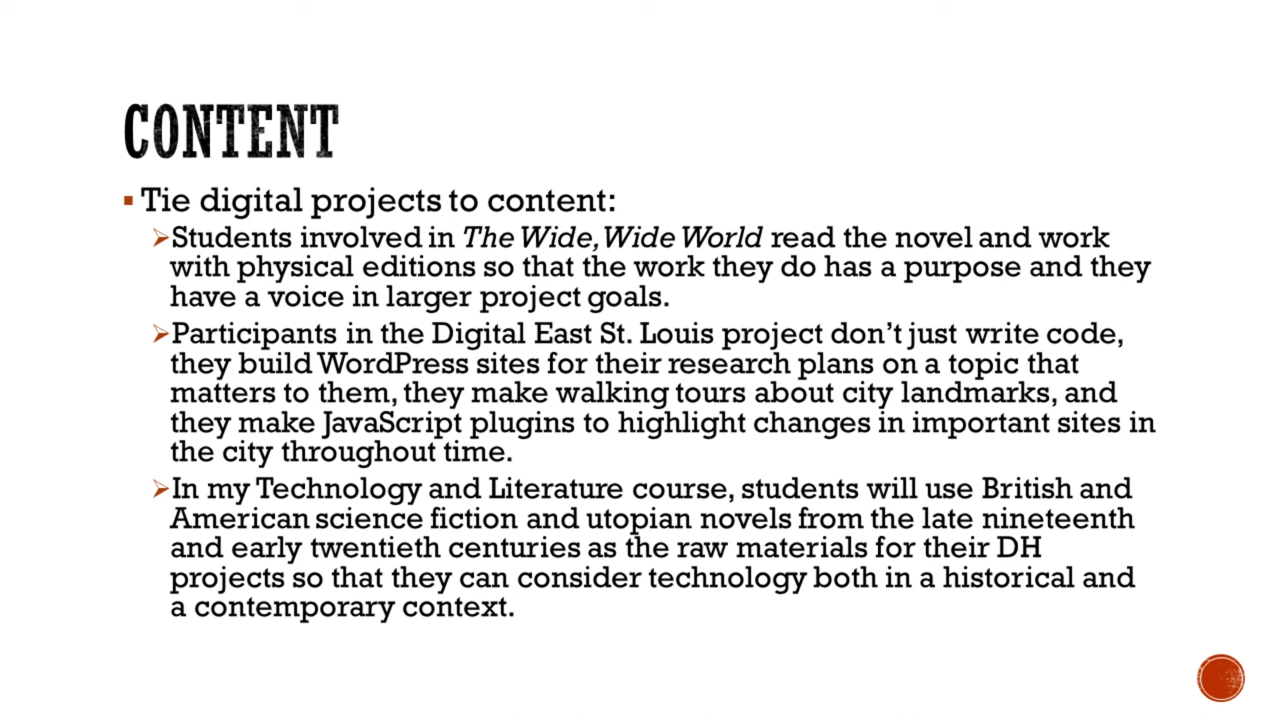 CONTENT
Tie digital projects to content:
Students involved in The Wide, Wide World read the novel and work
with physical editions so that the work they do has a purpose and they
have a voice in larger project goals.
Participants in the Digital East St. Louis project don't just write code,
they build WordPress sites for their research plans on a topic that
matters to them, they make walking tours about city landmarks, and
they make JavaScript plugins to highlight changes in important sites in
the city throughout time.
In my Technology and Literature course, students will use British and
American science fiction and utopian novels from the late nineteenth
and early twentieth centuries as the raw materials for their DH
projects so that they can consider technology both in a historical and
a contemporary context.